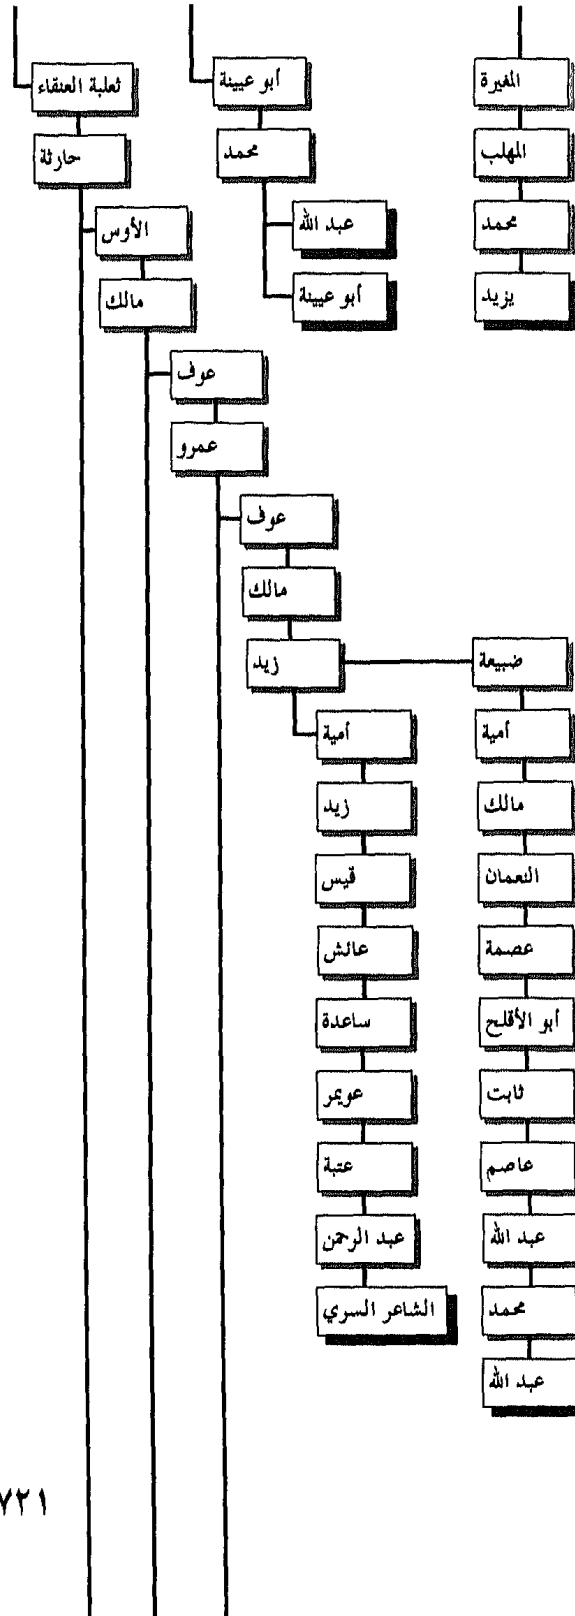 ثعلبة العنقاء
حارثة
الأوس
مالك
عوف
عمرو
عوف
مالك
زيد
أمية
زيد
قيس
عائش
ساعدة
عويمر
عتبة
عبد الرحمن
الشاعر السري
ضبيعة
أمية
مالك
النعمان
عصمة
أبو الأقلح
ثابت
عاصم
عبد الله
محمد
عبد الله
أبو عيينة
محمد
عبد الله
أبو عيينة
المغيرة
المهلب
محمد
يزيد
٧٢١